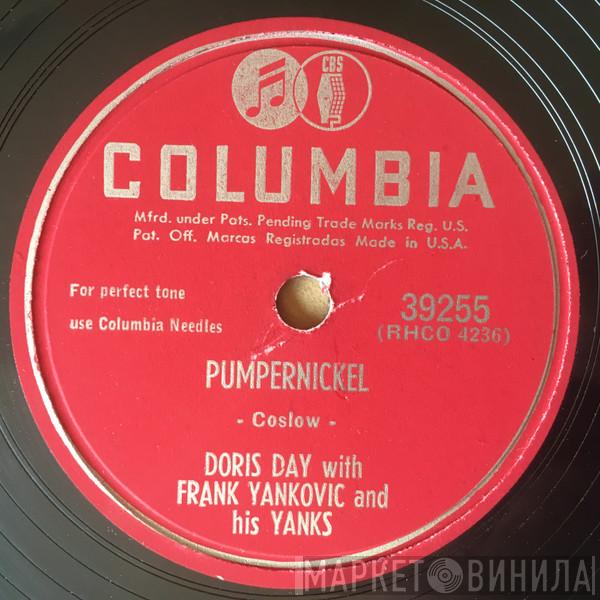 CBS
COLUMBIA
Mfrd. under Pats. Pending Trade Marks Reg. U.S.
Pat. Off. Marcas Registradas Made in U.S.A.
For perfect tone
use Columbia Needles
39255
(RHCO 4236)
PUMPERNICKEL
- Coslow -
DORIS DAY with
FRANK YANKOVIC and
his YANKS
МАРКЕТ ВИНИЛА